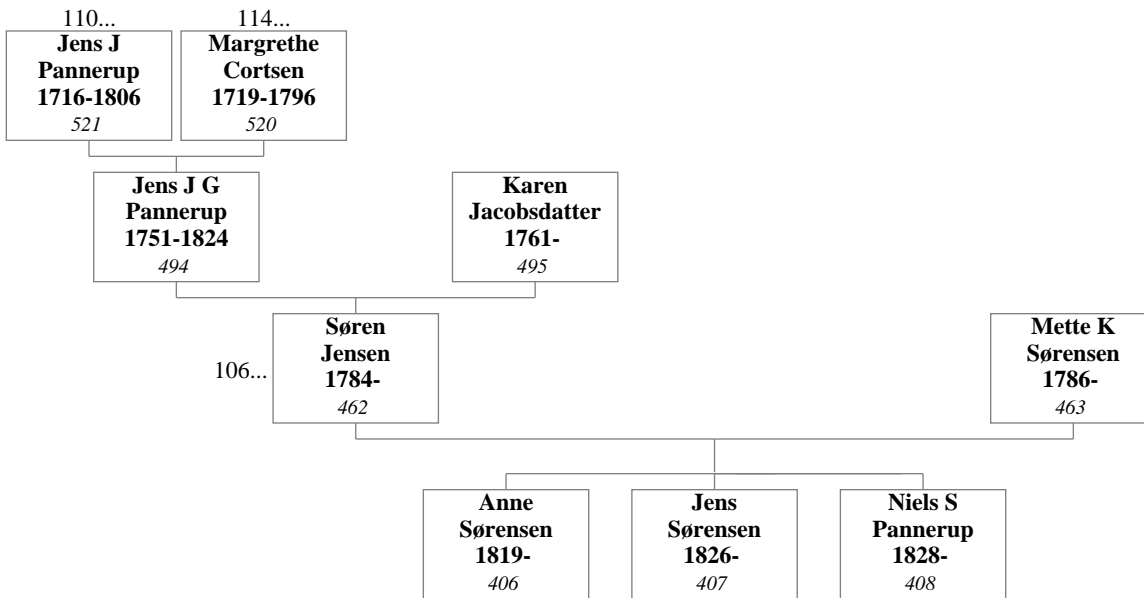 110...
Jens J
Pannerup
1716-1806
521
114...
Margrethe
Cortsen
1719-1796
520
Jens J G
Pannerup
1751-1824
494
Karen
Jacobsdatter
1761-
495
106...
Søren
Jensen
1784-
462
Mette K
Sørensen
1786-
463
Anne
Sørensen
1819-
406
Jens
Sørensen
1826-
407
Niels S
Pannerup
1828-
408